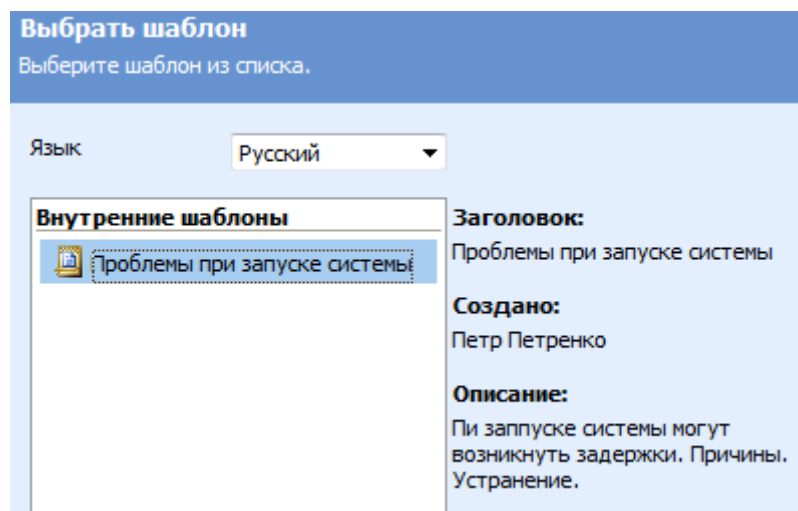 Выбрать шаблон
Выберите шаблон из списка.
Язык
Русский
Внутренние шаблоны
Проблемы при запуске системы
Заголовок:
Проблемы при запуске системы
Создано:
Петр Петренко
Описание:
Пи заппуске системы могут
возникнуть задержки. Причины.
Устранение.